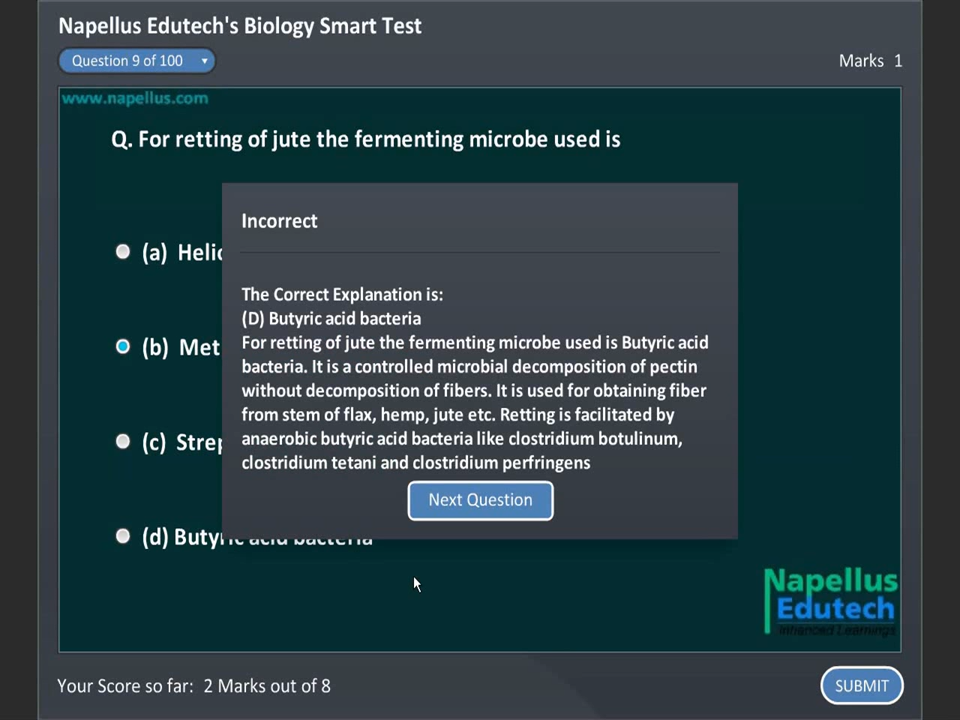 Napellus Edutech's Biology Smart Test
Question 9 of 100
Marks 1
www.napellus.com
Q. For retting of jute the fermenting microbe used is
Incorrect
(a)
The Correct Explanation is:
(D) Butyric acid bacteria
For retting of jute the fermenting microbe used is Butyric acid
(b) Met
bacteria. It is a controlled microbial decomposition of pectin
without decomposition of fibers. It is used for obtaining fiber
from stem of flax, hemp, jute etc. Retting is facilitated by
(c) Strep
anaerobic butyric acid bacteria like clostridium botulinum,
clostridium tetani and clostridium perfringens
Next Question
(d) Butyric acid bacteria
Napellus
Edutech
Enhanced Learnings
Your Score so far: 2 Marks out of 8
SUBMIT